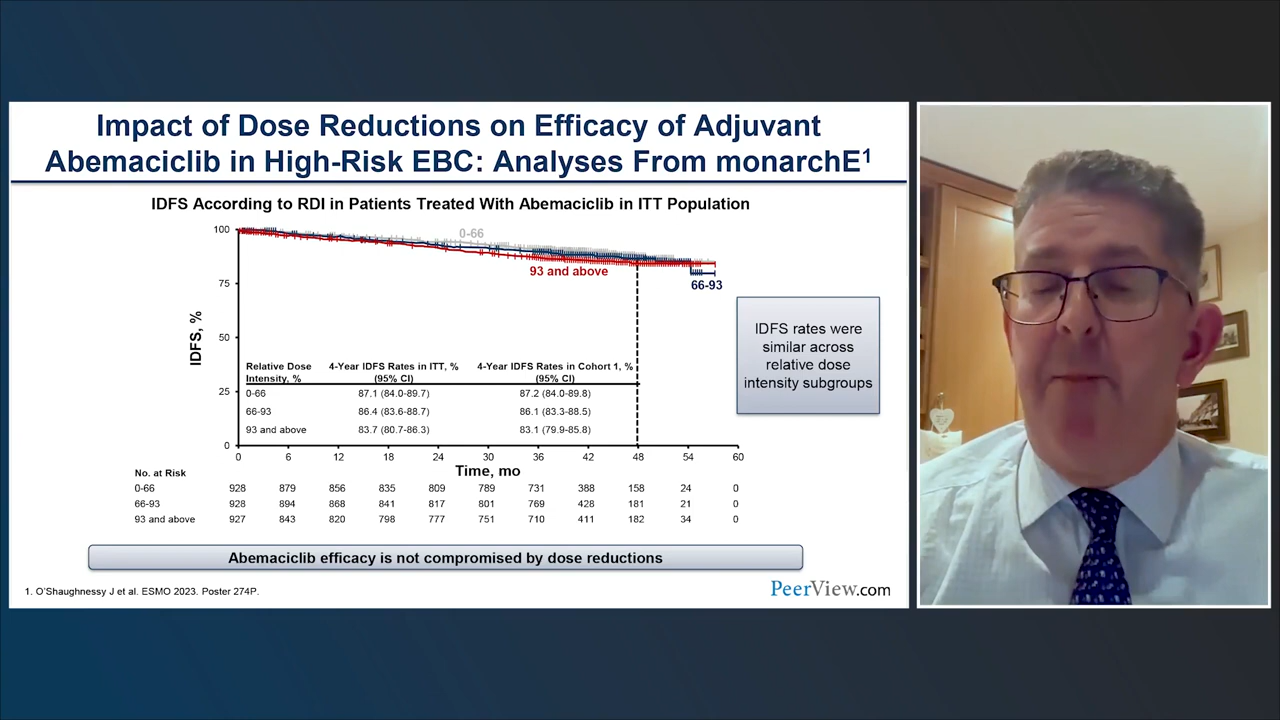 Impact of Dose Reductions on Efficacy of Adjuvant
Abemaciclib in High-Risk EBC: Analyses From monarchE1
IDFS According to RDI in Patients Treated With Abemaciclib in ITT Population
100
75
50
25
0
IDFS, %
0-66
93 and above
66-93
Relative Dose Intensity, % 4-Year IDFS Rates in ITT, % (95% CI) 4-Year IDFS Rates in Cohort 1, % (95% CI)
0-66 87.1 (84.0-89.7) 87.2 (84.0-89.8)
66-93 86.4 (83.6-88.7) 86.1 (83.3-88.5)
93 and above 83.7 (80.7-86.3) 83.1 (79.9-85.8)
0 6 12 18 24 30 36 42 48 54 60
Time, mo
No. at Risk
0-66 928 879 856 835 809 789 731 388 158 24 0
66-93 928 894 868 841 817 801 769 428 181 21 0
93 and above 927 843 820 798 777 751 710 411 182 34 0
IDFS rates were
similar across
relative dose
intensity subgroups
Abemaciclib efficacy is not compromised by dose reductions
1. O'Shaughnessy J et al. ESMO 2023. Poster 274P.
PeerView.com